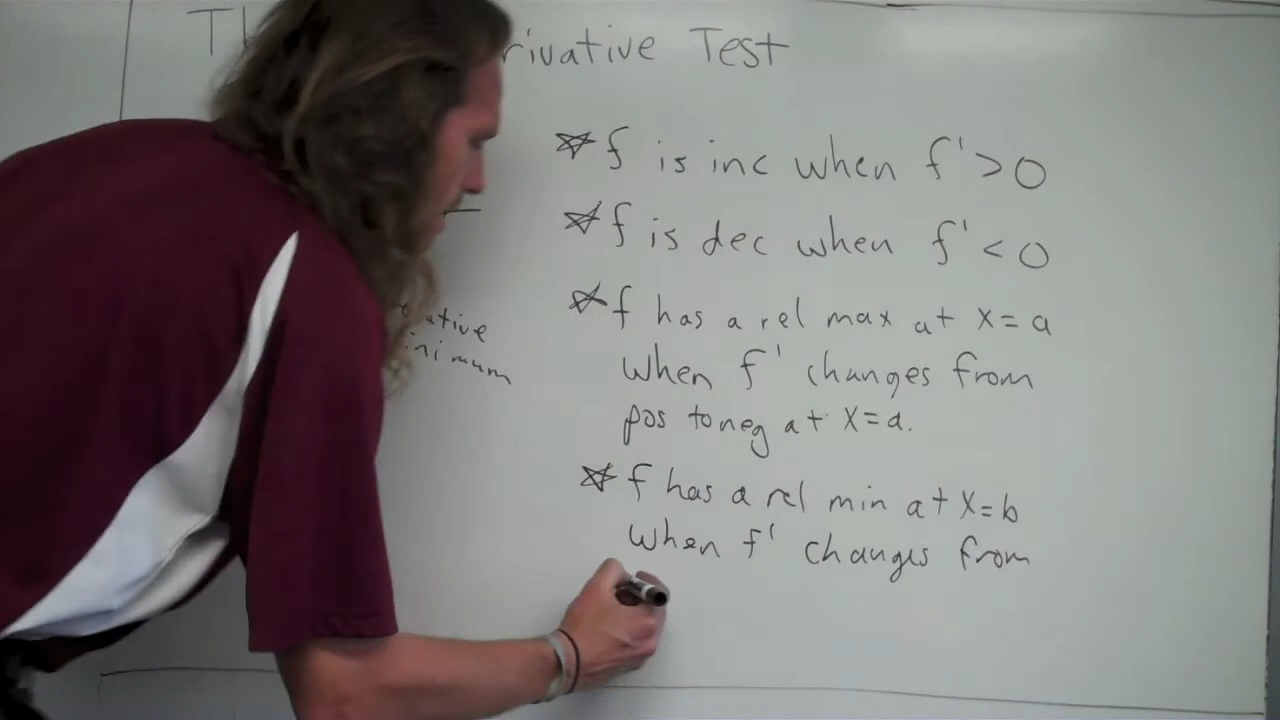 Test
☆ f is inc when f' > 0
☆ f is dec when f' < 0
☆ f has a rel max at x = a
when f' changes from
pos to neg at x = a.
☆ f has a rel min at x = b
when f' changes from